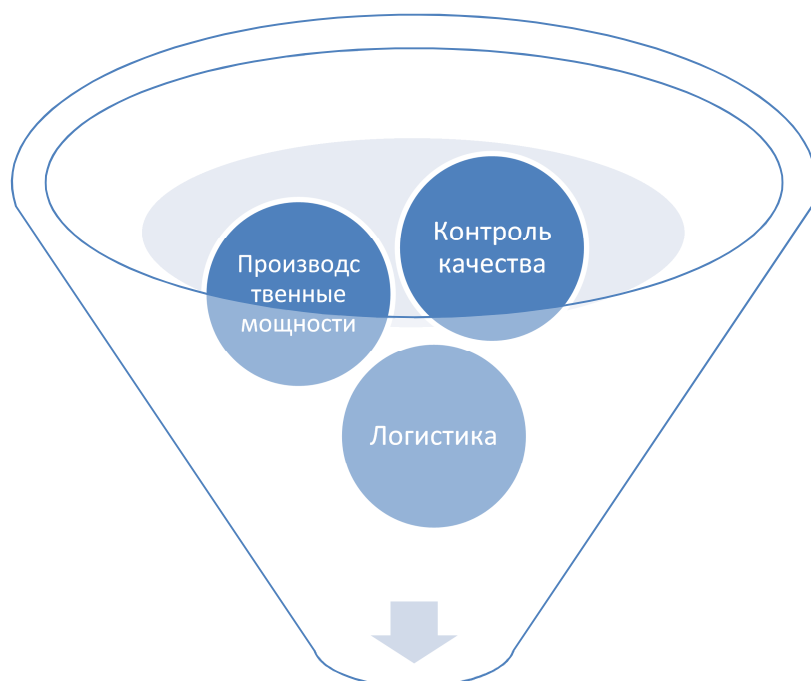 Производс
твенные
мощности
Контроль
качества
Логистика